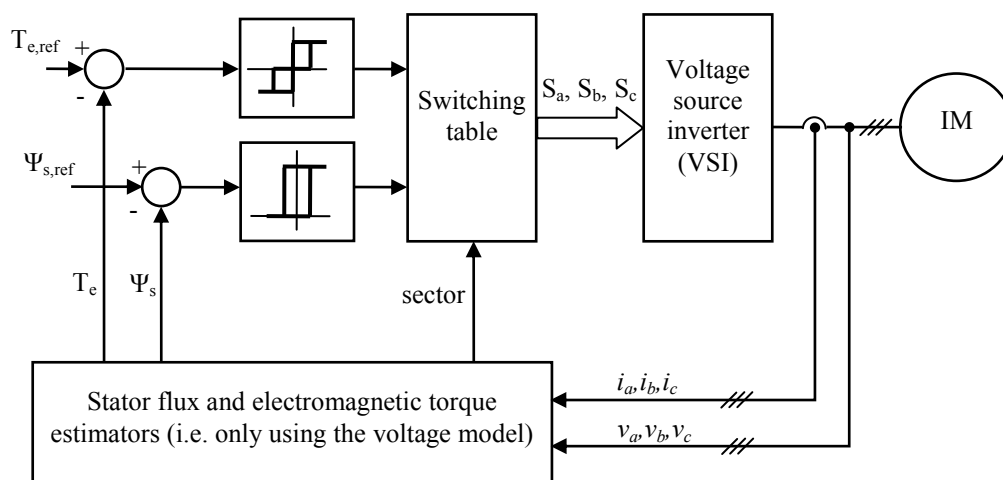 T_e,ref
+
-
Ψ_s,ref
+
-
Switching
table
S_a, S_b, S_c
Voltage
source
inverter
(VSI)
IM
T_e
Ψ_s
sector
Stator flux and electromagnetic torque
estimators (i.e. only using the voltage model)
i_a,i_b,i_c
v_a,v_b,v_c